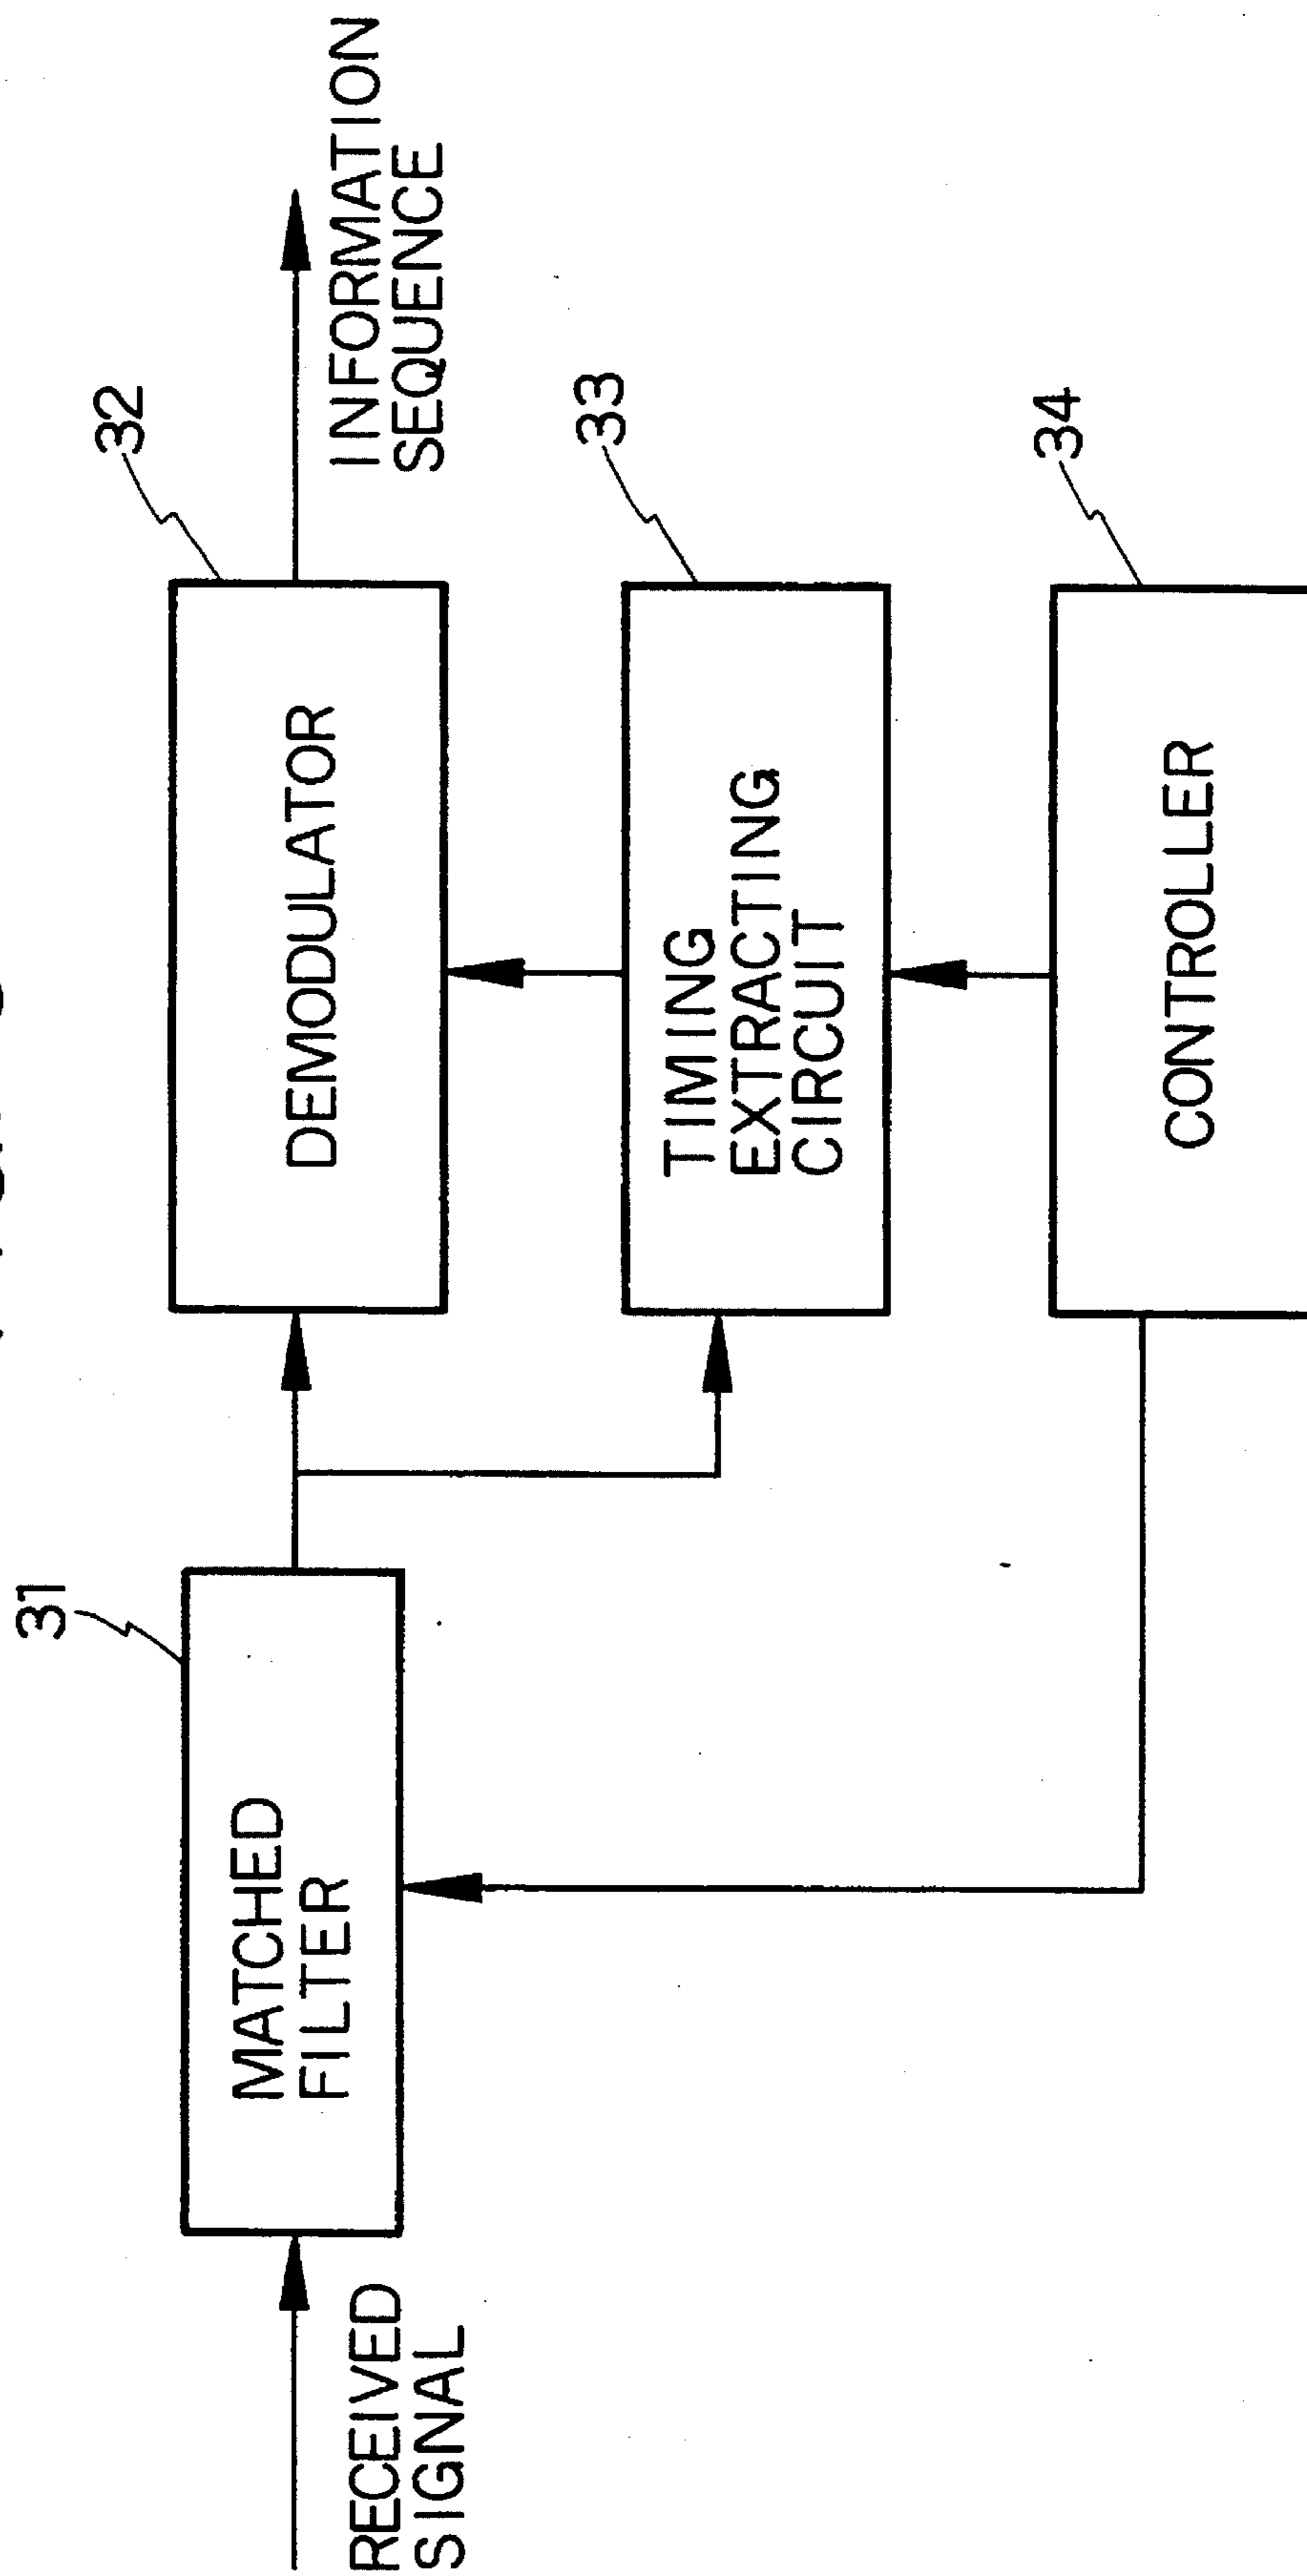 31
32
MATCHED
FILTER
DEMODULATOR
RECEIVED
SIGNAL
INFORMATION
SEQUENCE
33
TIMING
EXTRACTING
CIRCUIT
34
CONTROLLER